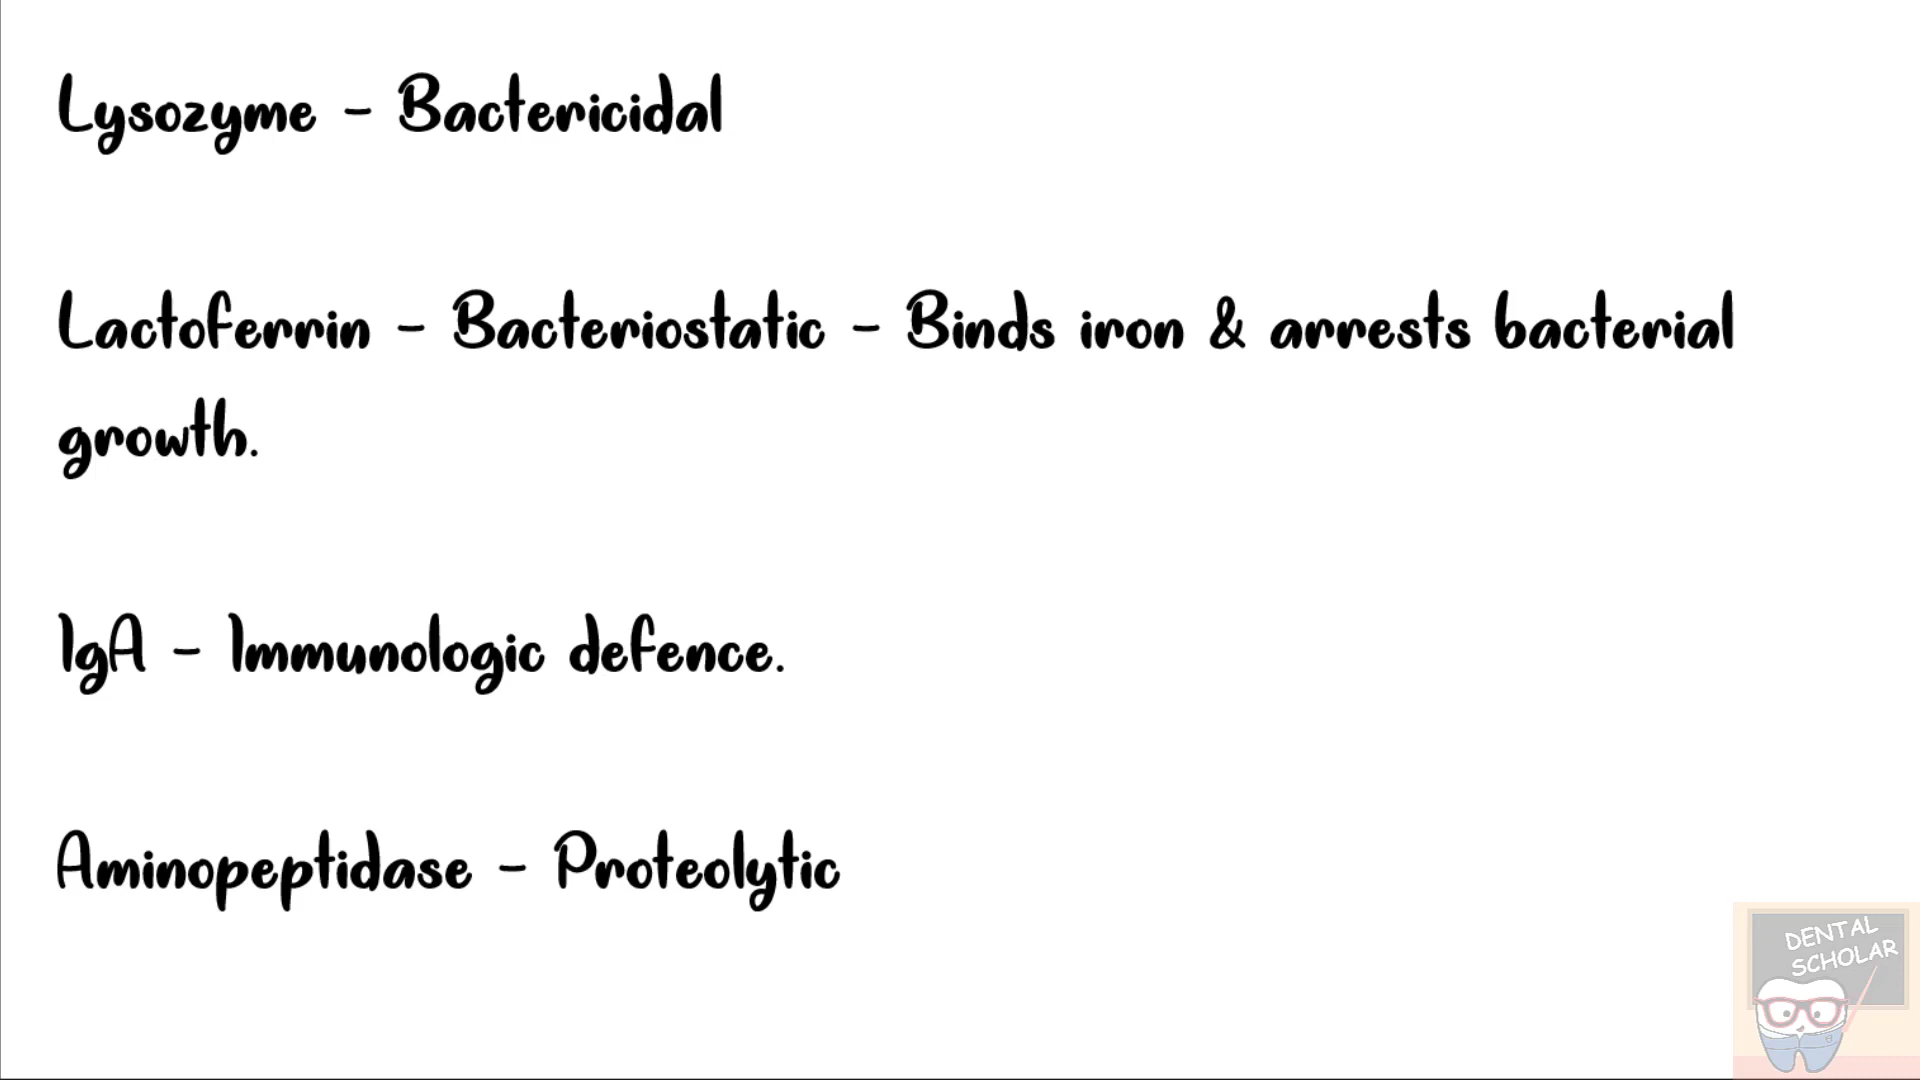 Lysozyme - Bactericidal
Lactoferrin - Bacteriostatic - Binds iron & arrests bacterial
growth.
IgA - Immunologic defence.
Aminopeptidase - Proteolytic
DENTAL
SCHOLAR